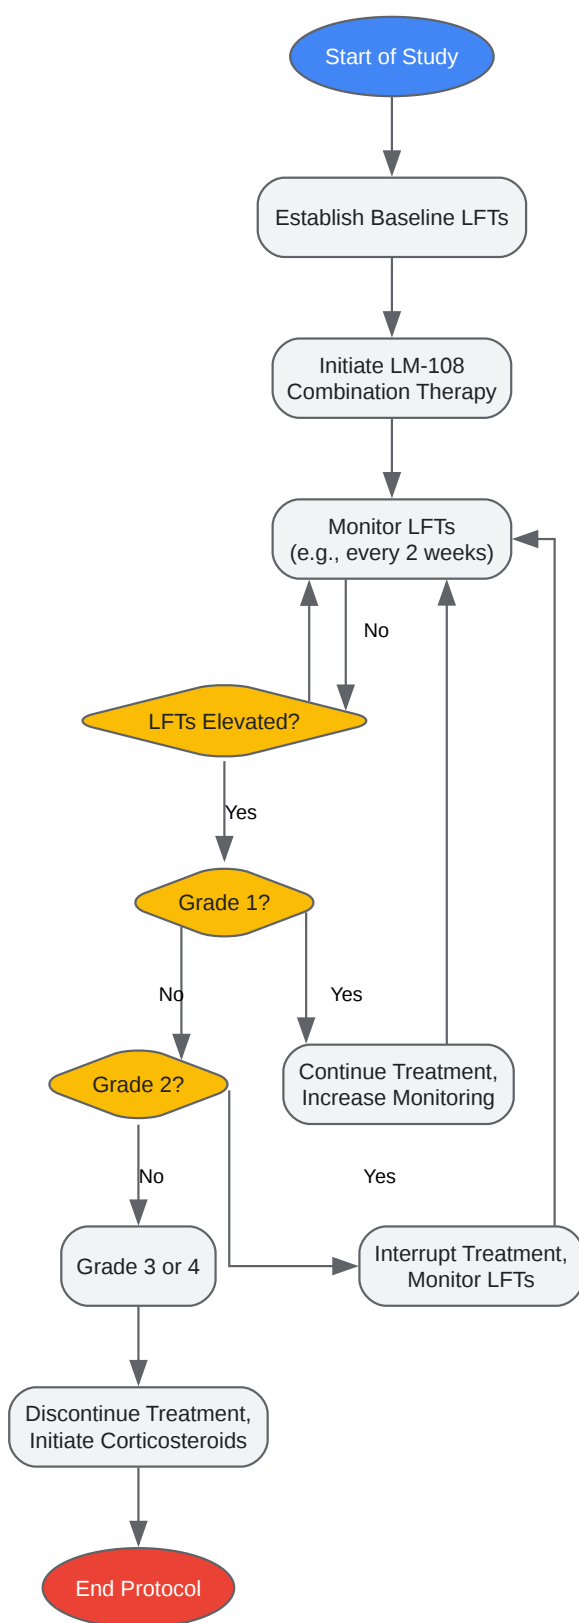 Start of Study
Establish Baseline LFTs
Initiate LM-108
Combination Therapy
Monitor LFTs
(e.g., every 2 weeks)
No
LFTs Elevated?
Yes
Grade 1?
No
Yes
Continue Treatment,
Increase Monitoring
Grade 2?
No
Yes
Grade 3 or 4
Interrupt Treatment,
Monitor LFTs
Discontinue Treatment,
Initiate Corticosteroids
End Protocol